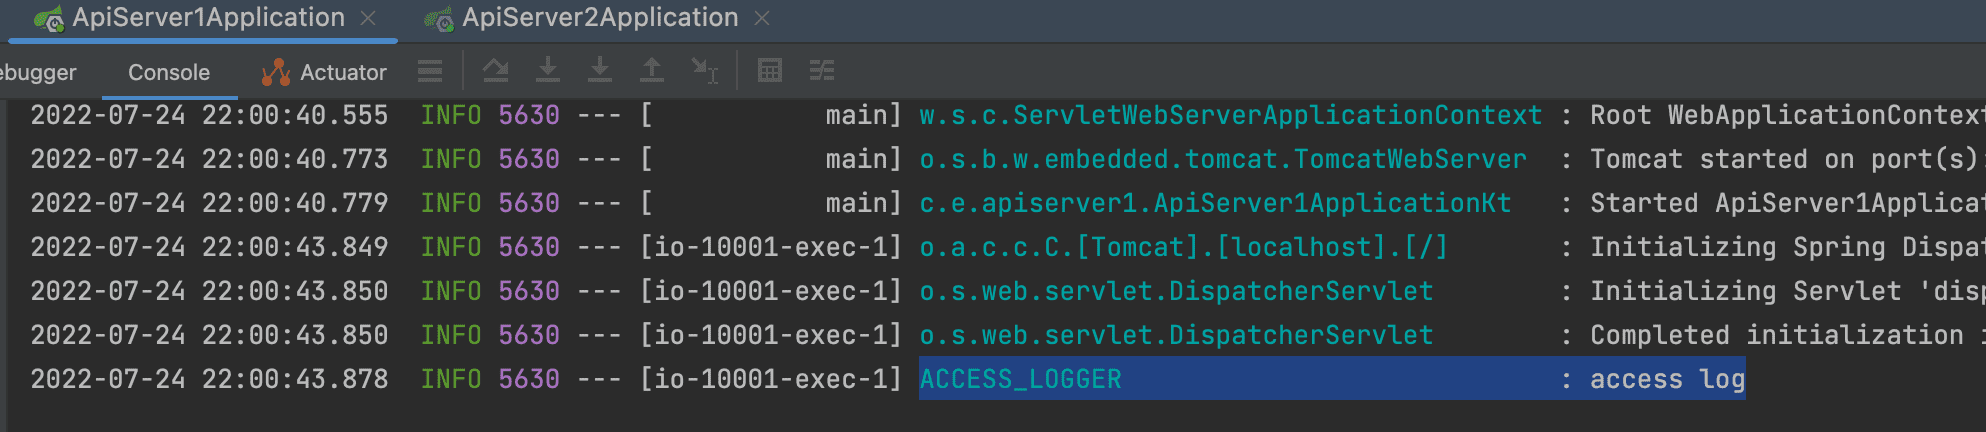 ApiServer1Application × ApiServer2Application ×
ebugger Console Actuator
2022-07-24 22:00:40.555  INFO 5630 --- [           main] w.s.c.ServletWebServerApplicationContext : Root WebApplicationContext
2022-07-24 22:00:40.773  INFO 5630 --- [           main] o.s.b.w.embedded.tomcat.TomcatWebServer  : Tomcat started on port(s):
2022-07-24 22:00:40.779  INFO 5630 --- [           main] c.e.apiserver1.ApiServer1ApplicationKt   : Started ApiServer1Applicat
2022-07-24 22:00:43.849  INFO 5630 --- [io-10001-exec-1] o.a.c.c.C.[Tomcat].[localhost].[/]       : Initializing Spring Dispat
2022-07-24 22:00:43.850  INFO 5630 --- [io-10001-exec-1] o.s.web.servlet.DispatcherServlet        : Initializing Servlet 'disp
2022-07-24 22:00:43.850  INFO 5630 --- [io-10001-exec-1] o.s.web.servlet.DispatcherServlet        : Completed initialization i
2022-07-24 22:00:43.878  INFO 5630 --- [io-10001-exec-1] ACCESS_LOGGER                            : access log